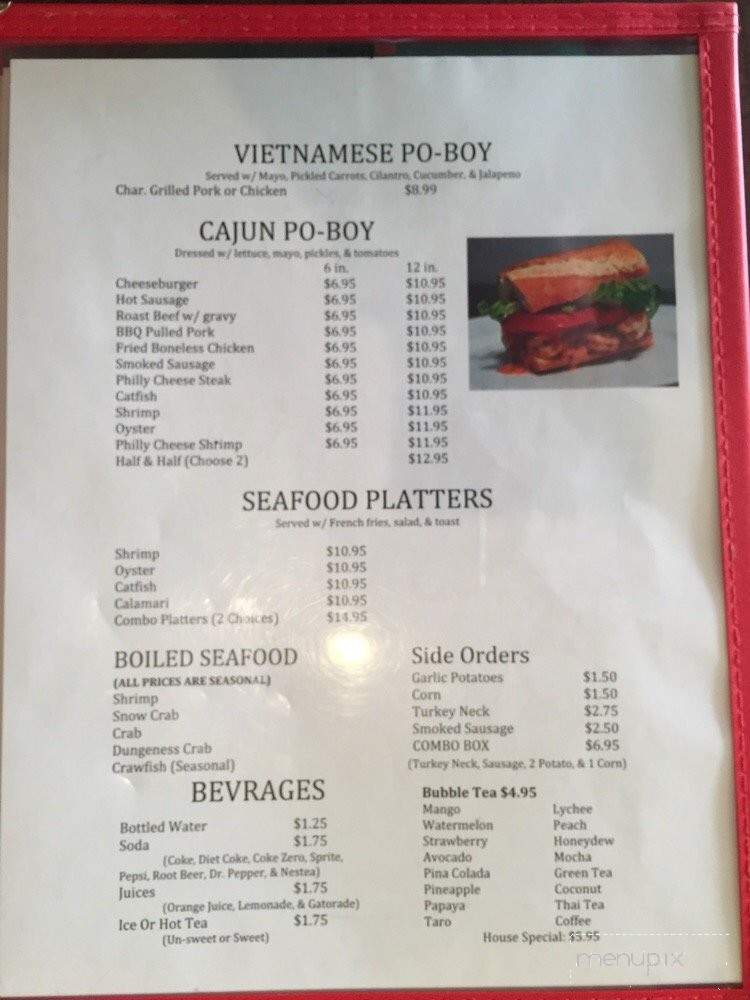 VIETNAMESE PO-BOY
Served w/ Mayo, Pickled Carrots, Cilantro, Cucumber, & Jalapeno
Char. Grilled Pork or Chicken $8.99
CAJUN PO-BOY
Dressed w/ lettuce, mayo, pickles, & tomatoes
6 in. 12 in.
Cheeseburger $6.95 $10.95
Hot Sausage $6.95 $10.95
Roast Beef w/ gravy $6.95 $10.95
BBQ Pulled Pork $6.95 $10.95
Fried Boneless Chicken $6.95 $10.95
Smoked Sausage $6.95 $10.95
Philly Cheese Steak $6.95 $10.95
Catfish $6.95 $10.95
Shrimp $6.95 $11.95
Oyster $6.95 $11.95
Philly Cheese Shrimp $6.95 $11.95
Half & Half (Choose 2) $12.95
SEAFOOD PLATTERS
Served w/ French fries, salad, & toast
Shrimp $10.95
Oyster $10.95
Catfish $10.95
Calamari $10.95
Combo Platters (2 Choices) $14.95
BOILED SEAFOOD
(ALL PRICES ARE SEASONAL)
Shrimp
Snow Crab
Crab
Dungeness Crab
Crawfish (Seasonal)
Side Orders
Garlic Potatoes $1.50
Corn $1.50
Turkey Neck $2.75
Smoked Sausage $2.50
COMBO BOX $6.95
(Turkey Neck, Sausage, 2 Potato, & 1 Corn)
BEVRAGES
Bottled Water $1.25
Soda $1.75
(Coke, Diet Coke, Coke Zero, Sprite,
Pepsi, Root Beer, Dr. Pepper, & Nestea)
Juices $1.75
(Orange Juice, Lemonade, & Gatorade)
Ice Or Hot Tea $1.75
(Un-sweet or Sweet)
Bubble Tea $4.95
Mango Lychee
Watermelon Peach
Strawberry Honeydew
Avocado Mocha
Pina Colada Green Tea
Pineapple Coconut
Papaya Thai Tea
Taro Coffee
House Special: $5.95
menupix